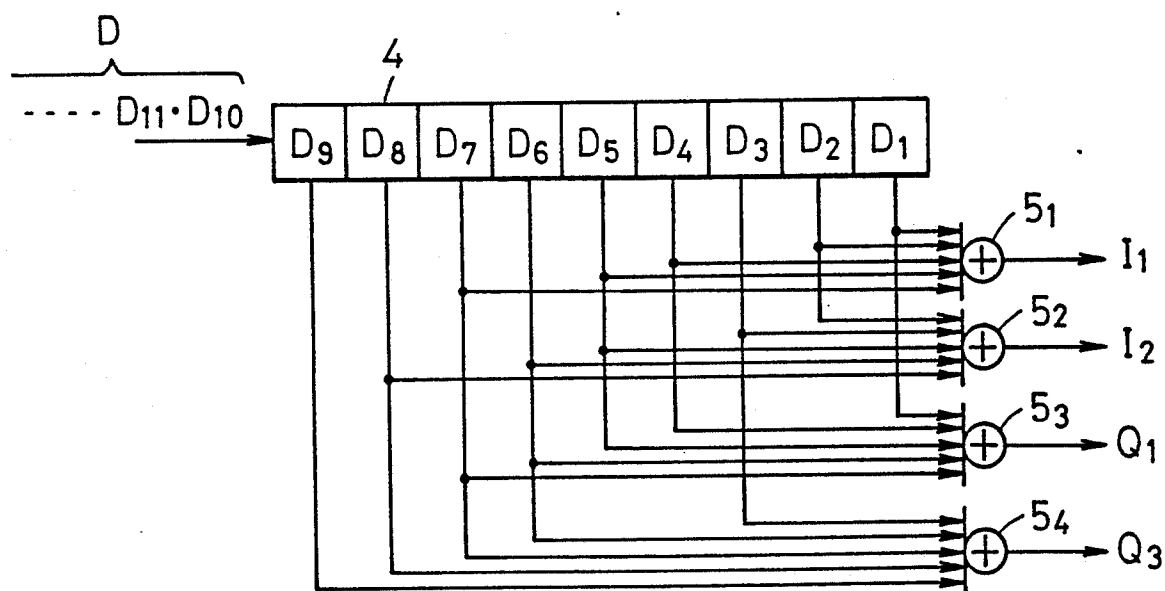 D
4
---- D₁₁·D₁₀
D₉ D₈ D₇ D₆ D₅ D₄ D₃ D₂ D₁
5₁
I₁
5₂
I₂
5₃
Q₁
5₄
Q₃